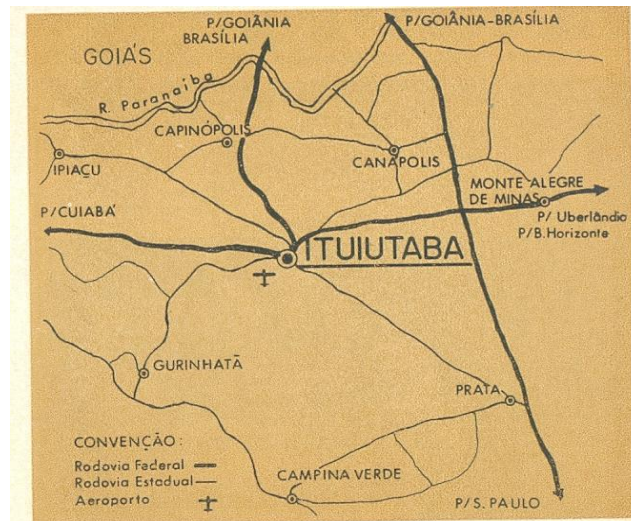 P/GOIÂNIA
BRASÍLIA
P/GOIÂNIA-BRASÍLIA
GOIÁS
R. Paranaíba
CAPINÓPOLIS
CANÁPOLIS
IPIAÇU
MONTE ALEGRE
DE MINAS
P/CUIABÁ
P/ Uberlândio
P/B.Horizonte
ITUIUTABA
GURINHATÃ
PRATA
CONVENÇÃO:
Rodovia Federal
Rodovia Estadual
Aeroporto
CAMPINA VERDE
P/S. PAULO